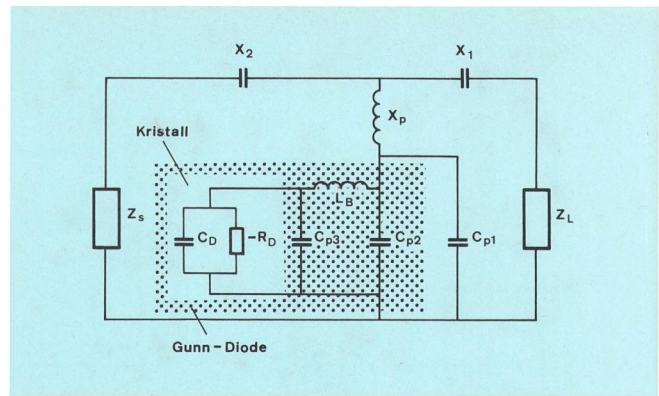 X2
X1
Xp
Kristall
Zs
CD
-RD
LB
Cp3
Cp2
Cp1
ZL
Gunn-Diode